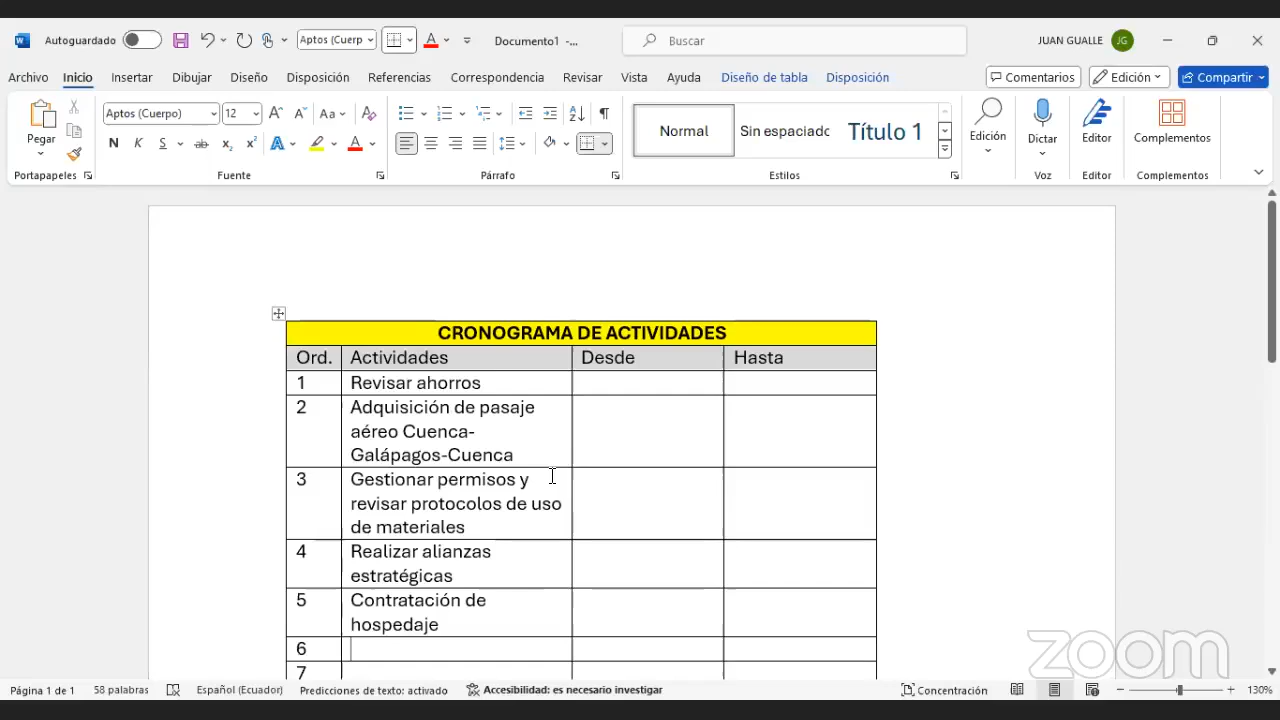 Autoguardado
Aptos (Cuerp
Documento1 -...
Buscar
JUAN GUALLE
JG
Archivo Inicio Insertar Dibujar Diseño Disposición Referencias Correspondencia Revisar Vista Ayuda Diseño de tabla Disposición
Comentarios Edición Compartir
Pegar
Portapapeles
Aptos (Cuerpo) 12
Fuente
Párrafo
Normal Sin espaciado Título 1
Estilos
Edición
Dictar
Voz
Editor
Editor
Complementos
Complementos
CRONOGRAMA DE ACTIVIDADES
Ord. Actividades Desde Hasta
1 Revisar ahorros
2 Adquisición de pasaje
aéreo Cuenca-
Galápagos-Cuenca
3 Gestionar permisos y
revisar protocolos de uso
de materiales
4 Realizar alianzas
estratégicas
5 Contratación de
hospedaje
6
7
zoom
Página 1 de 1 58 palabras Español (Ecuador) Predicciones de texto: activado Accesibilidad: es necesario investigar Concentración 130%